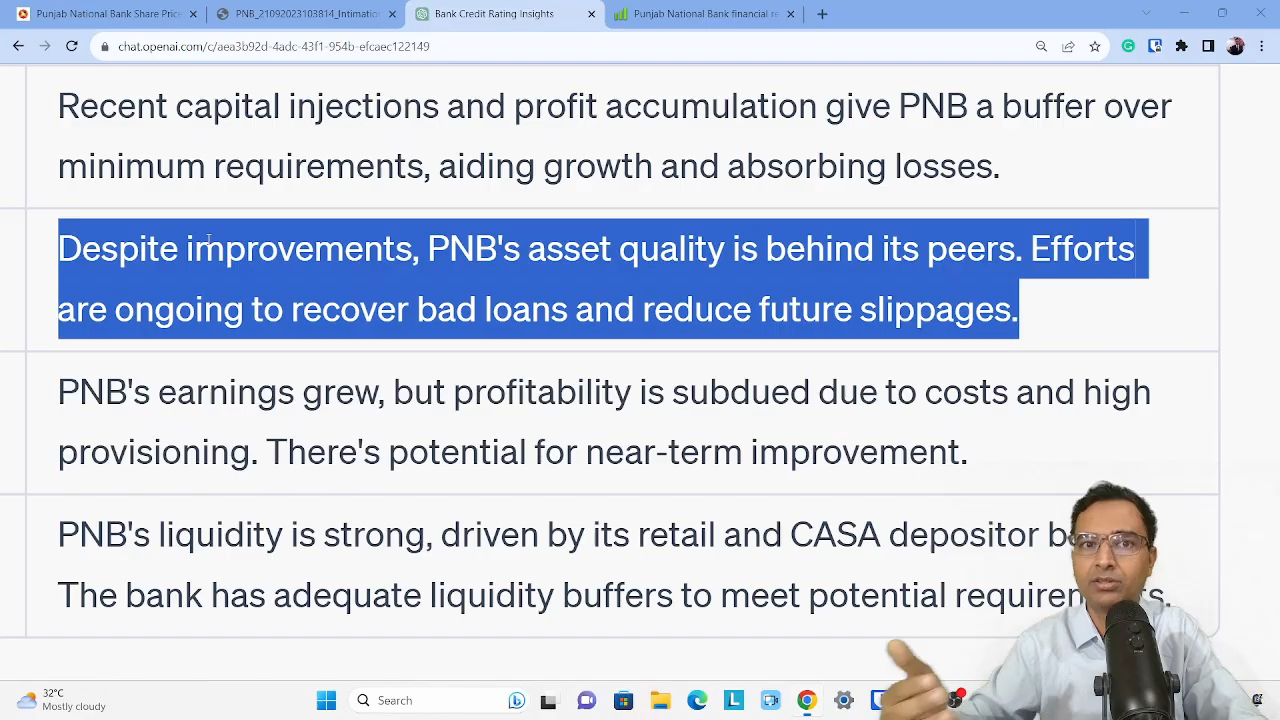 Punjab National Bank Share Price
PNB_21092023103814_Intimation
Bank Credit Rating Insights
Punjab National Bank financial re
chat.openai.com/c/aea3b92d-4adc-43f1-954b-efcaec122149
Recent capital injections and profit accumulation give PNB a buffer over
minimum requirements, aiding growth and absorbing losses.
Despite improvements, PNB's asset quality is behind its peers. Efforts
are ongoing to recover bad loans and reduce future slippages.
PNB's earnings grew, but profitability is subdued due to costs and high
provisioning. There's potential for near-term improvement.
PNB's liquidity is strong, driven by its retail and CASA depositor
The bank has adequate liquidity buffers to meet potential
32°C
Mostly cloudy
Search